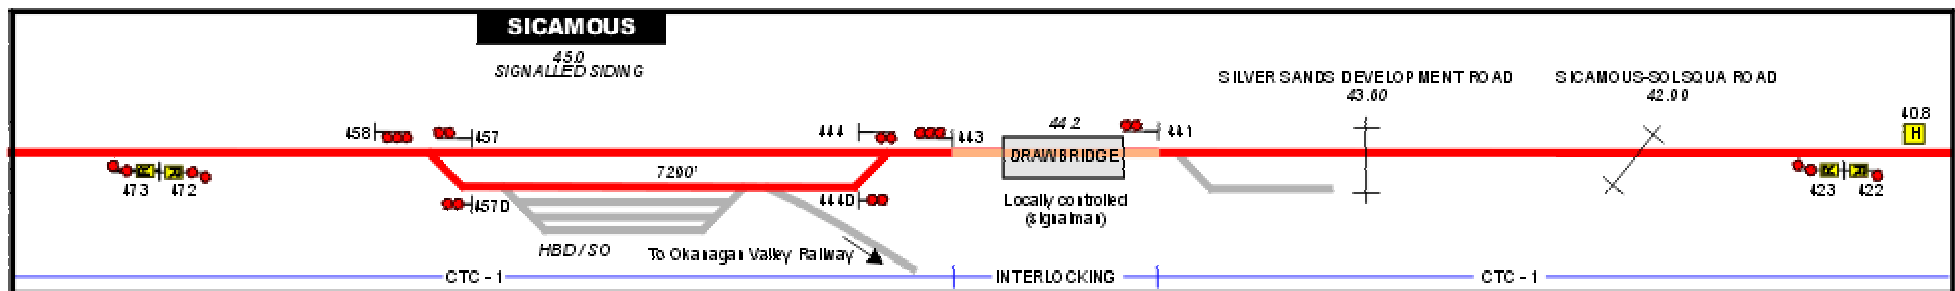 SICAMOUS
45.0
SIGNALLED SIDING
SILVER SANDS DEVELOPMENT ROAD
43.00
SICAMOUS-SOLSQUA ROAD
42.99
40.8
H
458
457
444
443
44.2
441
DRAWBRIDGE
7200'
473
472
457D
444D
Locally controlled
(signalman)
423
422
HBD / SO
To Okanagan Valley Railway
CTC - 1
INTERLOCKING
CTC - 1